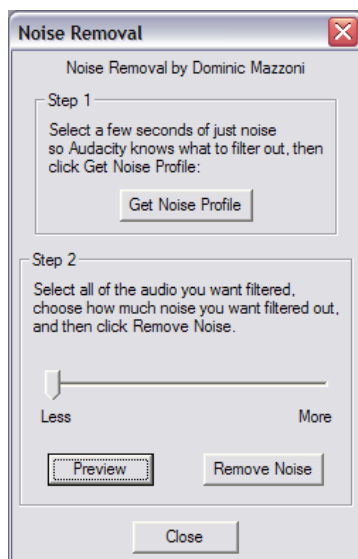 Noise Removal
Noise Removal by Dominic Mazzoni
Step 1
Select a few seconds of just noise
so Audacity knows what to filter out, then
click Get Noise Profile:
Get Noise Profile
Step 2
Select all of the audio you want filtered,
choose how much noise you want filtered out,
and then click Remove Noise.
Less More
Preview Remove Noise
Close